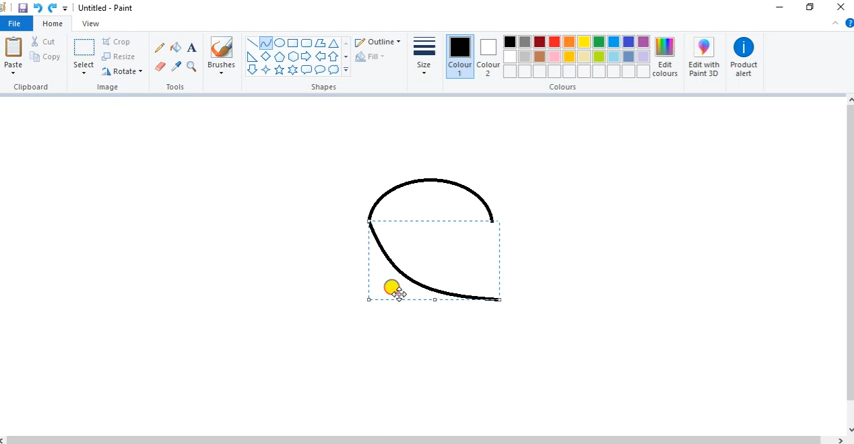 Untitled - Paint
File Home View
Paste
Cut
Copy
Clipboard
Select
Crop
Resize
Rotate
Image
A
Tools
Brushes
Outline
Fill
Shapes
Size
Colour
1
Colour
2
Edit
colours
Colours
Edit with
Paint 3D
Product
alert